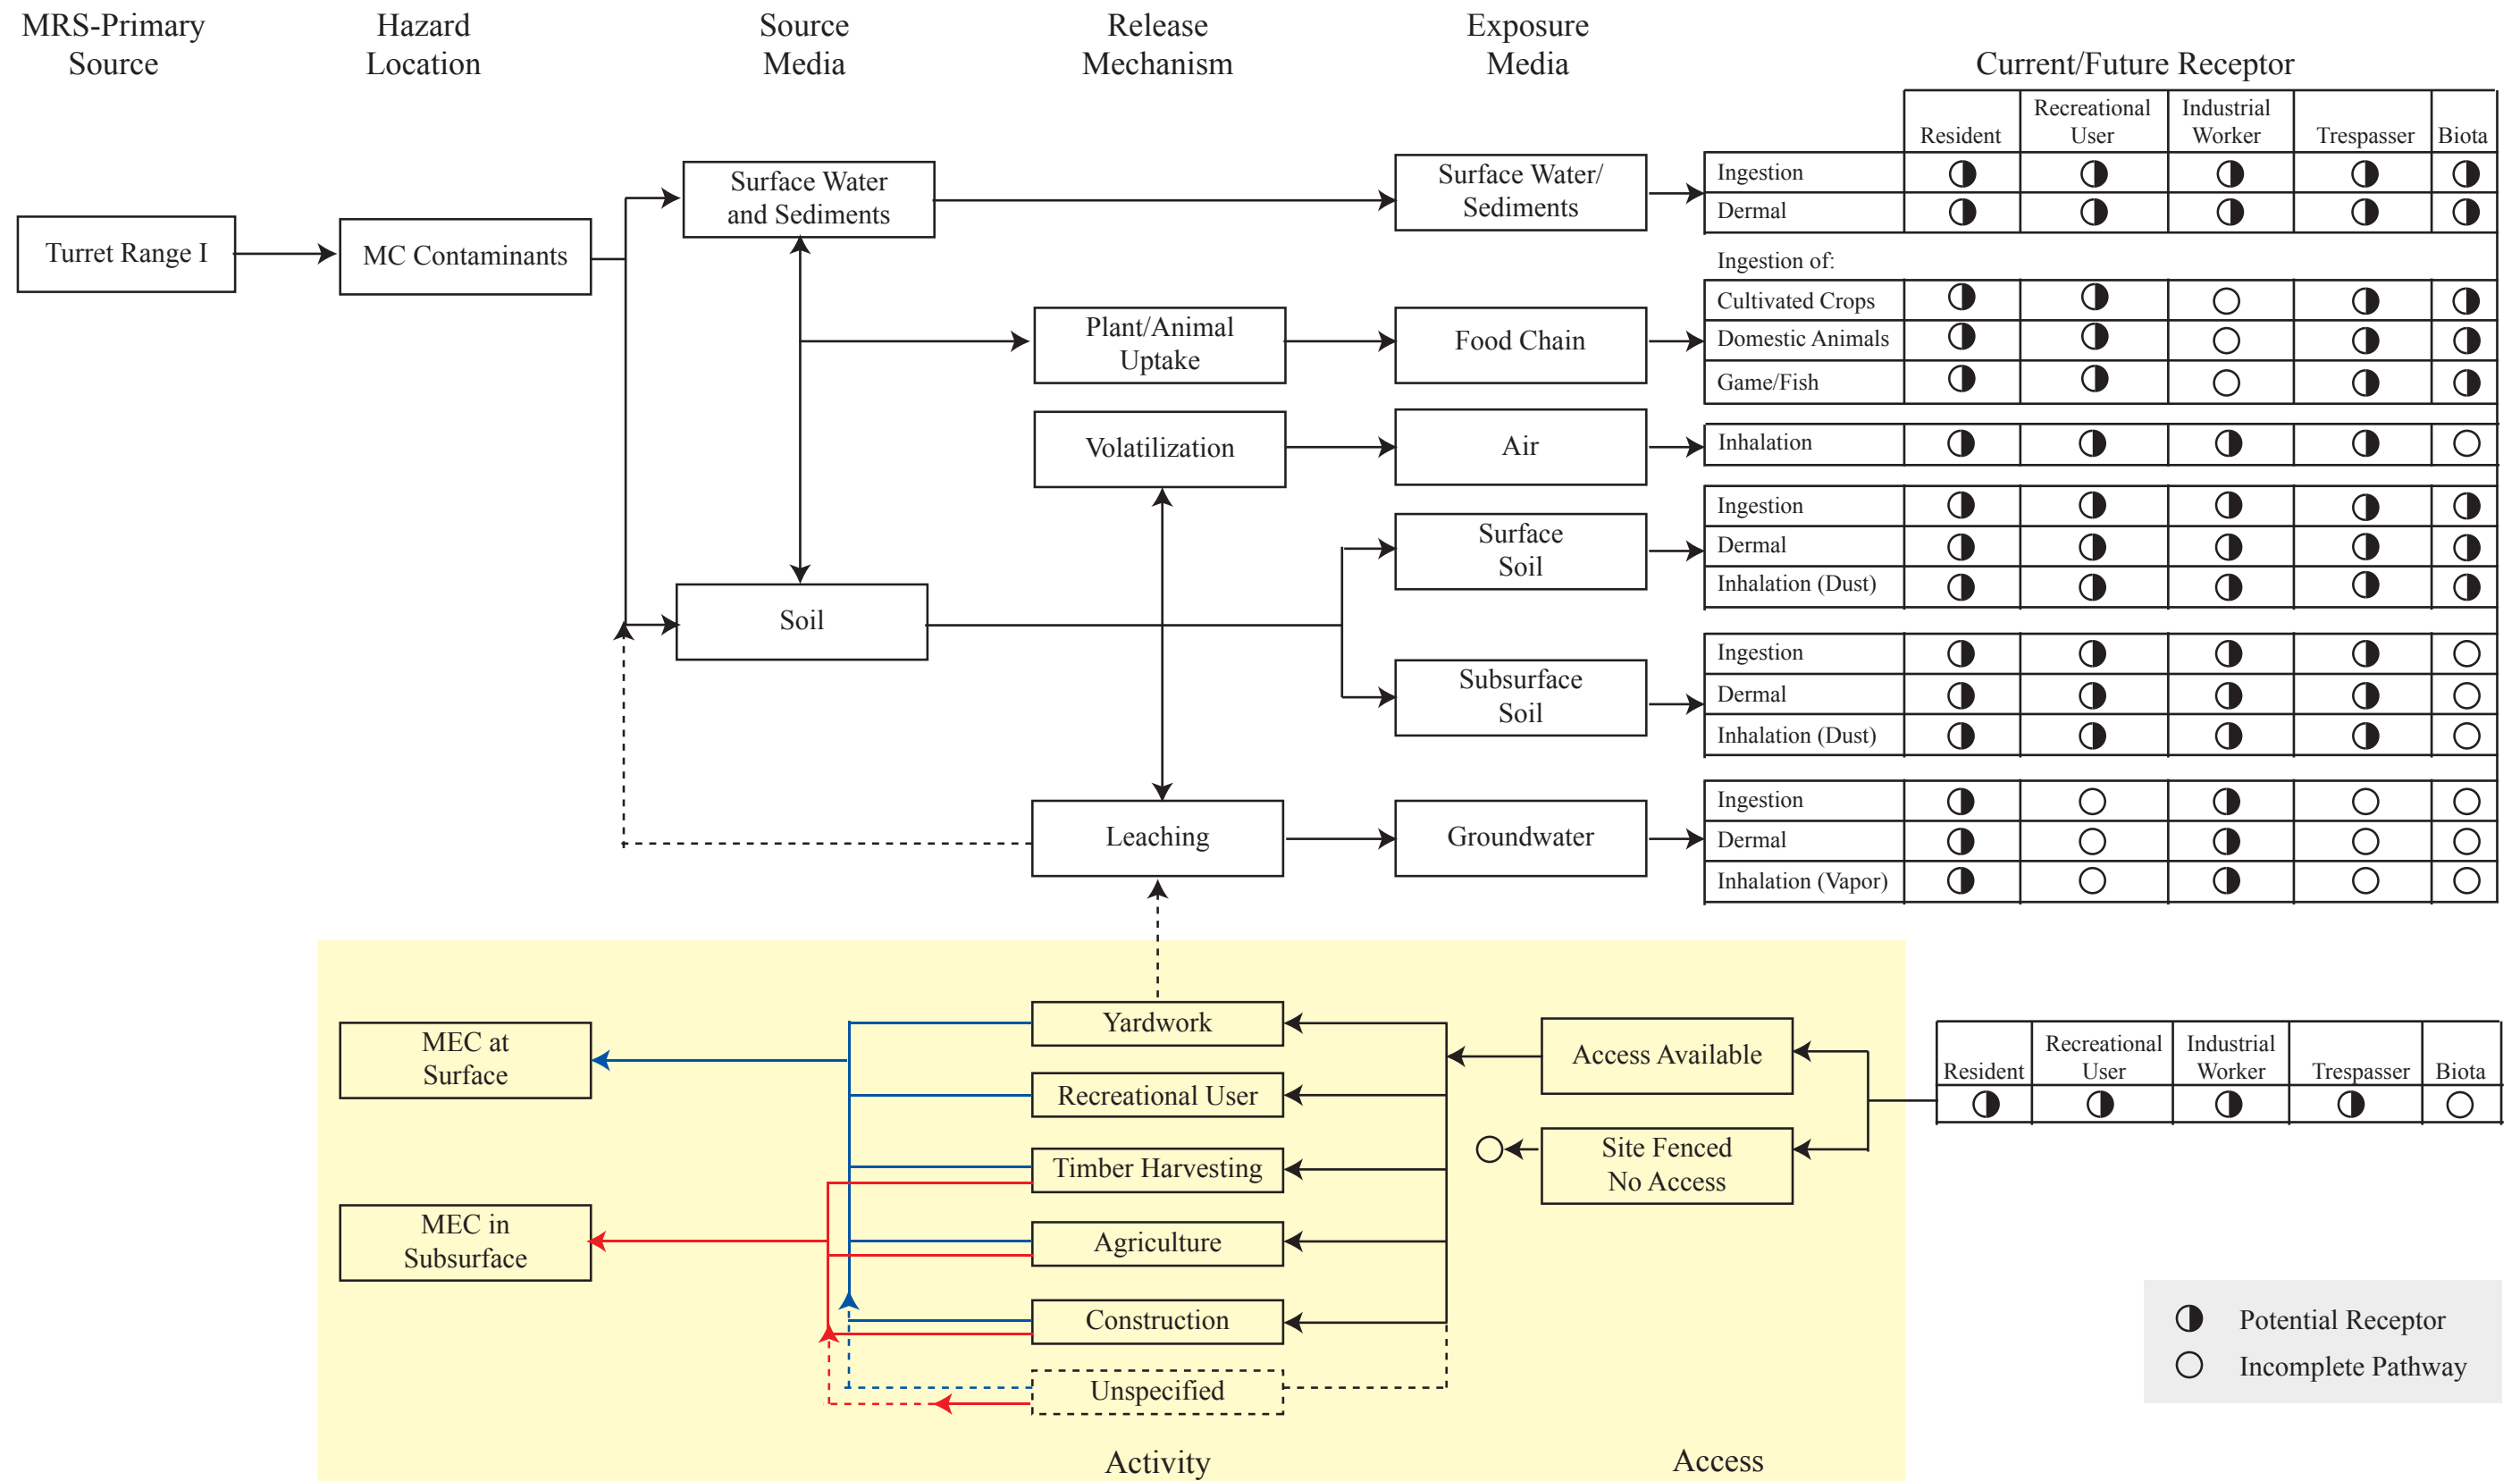 MRS-Primary
Source
Hazard
Location
Source
Media
Release
Mechanism
Exposure
Media
Current/Future Receptor
Resident
Recreational
User
Industrial
Worker
Trespasser
Biota
Turret Range I
MC Contaminants
Surface Water
and Sediments
Surface Water/
Sediments
Ingestion
Dermal
Ingestion of:
Plant/Animal
Uptake
Food Chain
Cultivated Crops
Domestic Animals
Game/Fish
Volatilization
Air
Inhalation
Soil
Surface
Soil
Ingestion
Dermal
Inhalation (Dust)
Subsurface
Soil
Ingestion
Dermal
Inhalation (Dust)
Leaching
Groundwater
Ingestion
Dermal
Inhalation (Vapor)
MEC at
Surface
MEC in
Subsurface
Yardwork
Recreational User
Timber Harvesting
Agriculture
Construction
Unspecified
Activity
Access Available
Site Fenced
No Access
Access
Resident
Recreational
User
Industrial
Worker
Trespasser
Biota
Potential Receptor
Incomplete Pathway